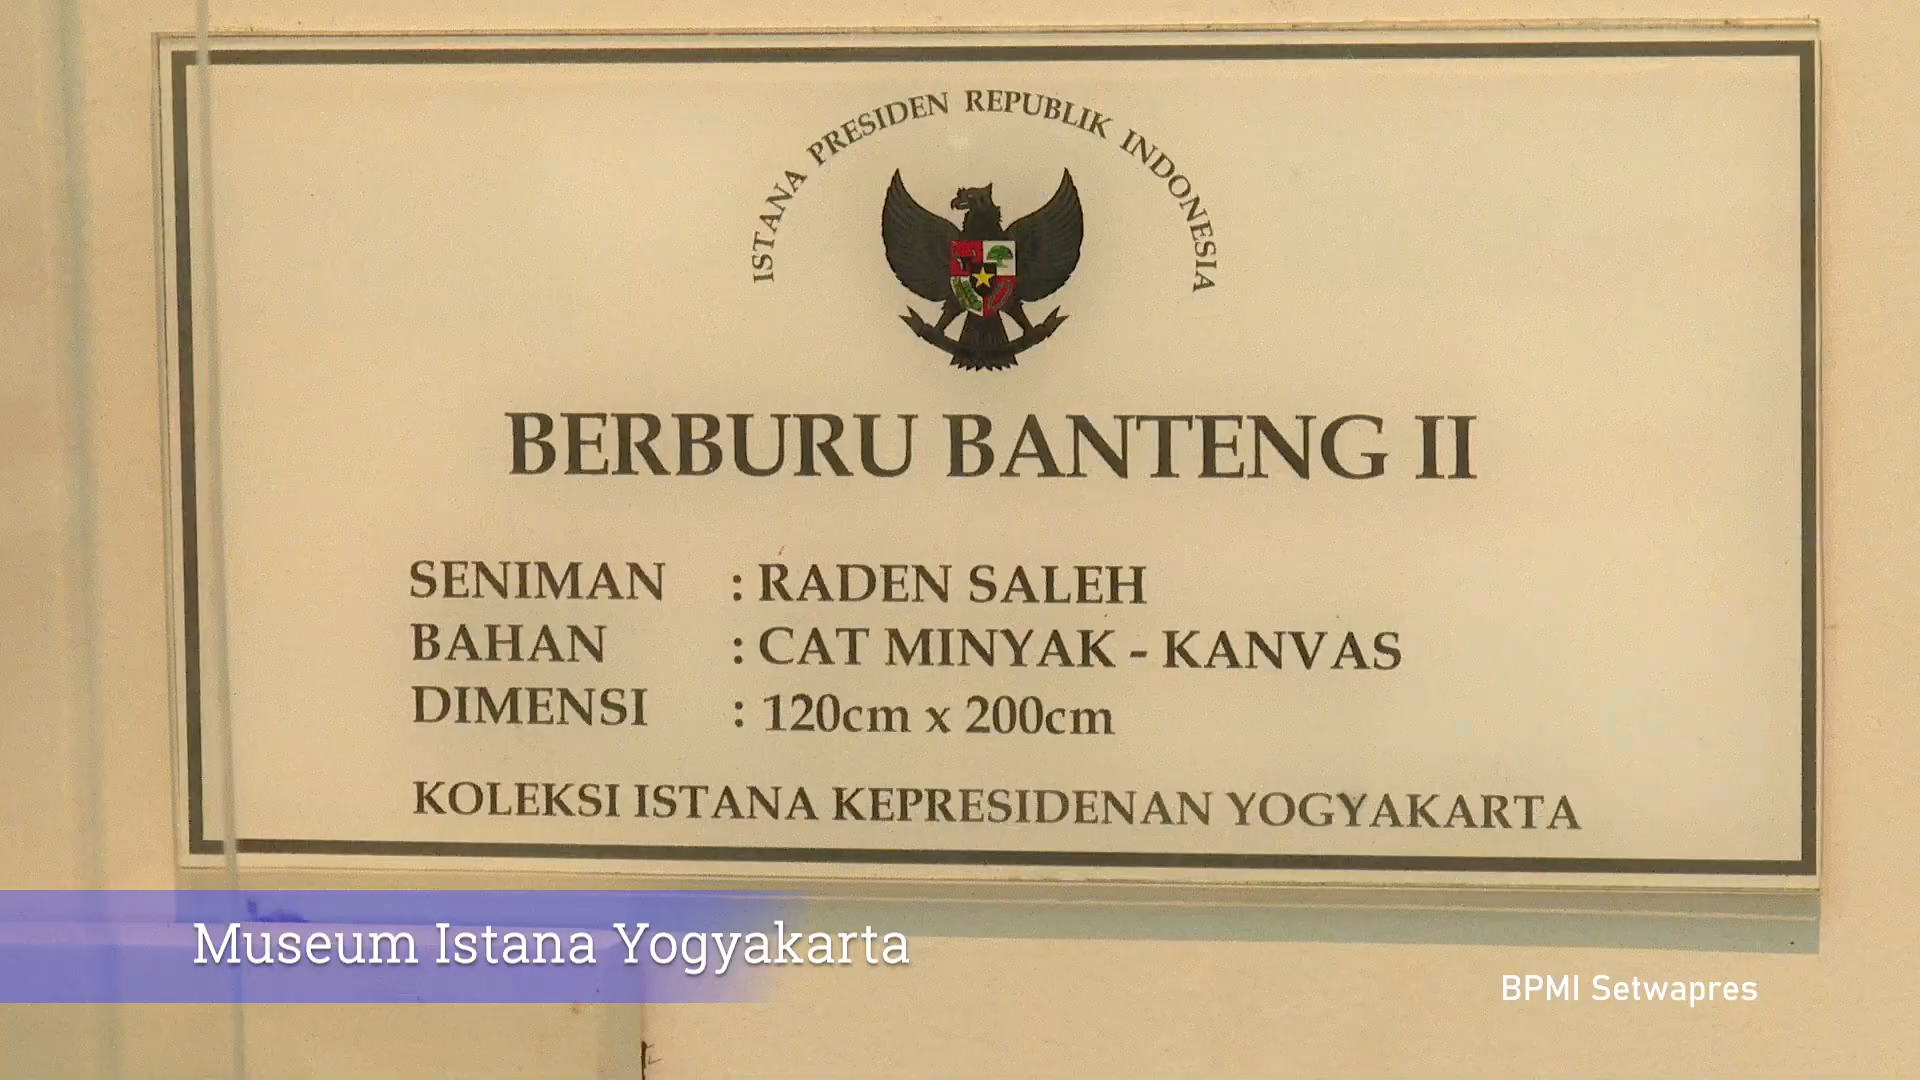 ISTANA PRESIDEN REPUBLIK INDONESIA
BERBURU BANTENG II
SENIMAN : RADEN SALEH
BAHAN : CAT MINYAK - KANVAS
DIMENSI : 120cm x 200cm
KOLEKSI ISTANA KEPRESIDENAN YOGYAKARTA
Museum Istana Yogyakarta
BPMI Setwapres